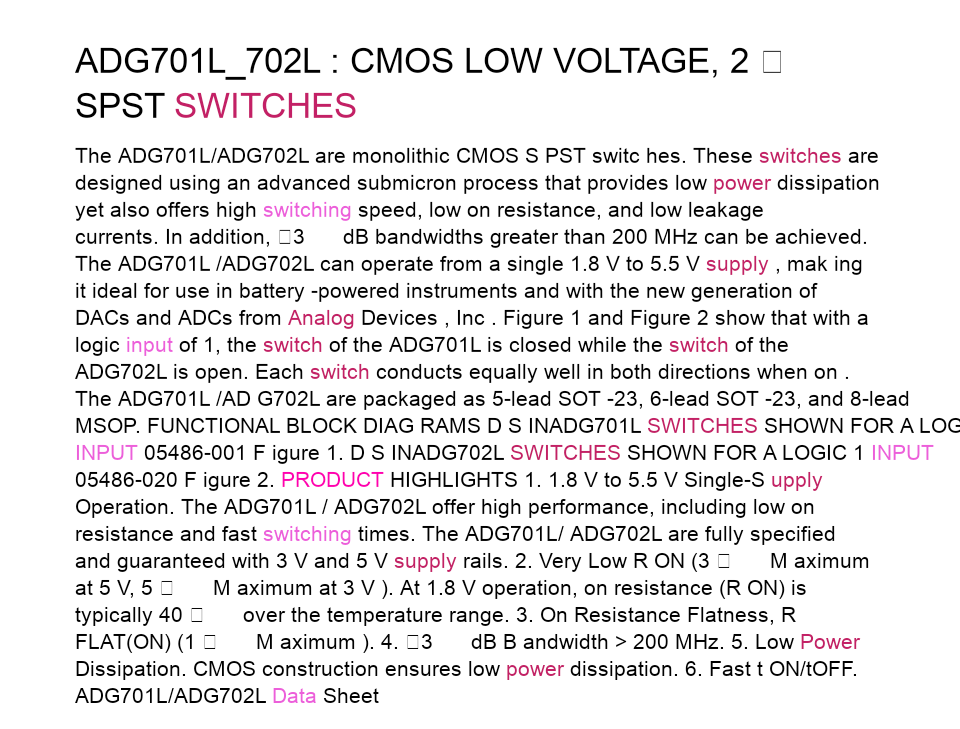 ADG701L_702L : CMOS LOW VOLTAGE, 2 □
SPST SWITCHES
The ADG701L/ADG702L are monolithic CMOS S PST switc hes. These switches are
designed using an advanced submicron process that provides low power dissipation
yet also offers high switching speed, low on resistance, and low leakage
currents. In addition, □3 dB bandwidths greater than 200 MHz can be achieved.
The ADG701L /ADG702L can operate from a single 1.8 V to 5.5 V supply , mak ing
it ideal for use in battery -powered instruments and with the new generation of
DACs and ADCs from Analog Devices , Inc . Figure 1 and Figure 2 show that with a
logic input of 1, the switch of the ADG701L is closed while the switch of the
ADG702L is open. Each switch conducts equally well in both directions when on .
The ADG701L /AD G702L are packaged as 5-lead SOT -23, 6-lead SOT -23, and 8-lead
MSOP. FUNCTIONAL BLOCK DIAG RAMS D S INADG701L SWITCHES SHOWN FOR A LOG
INPUT 05486-001 F igure 1. D S INADG702L SWITCHES SHOWN FOR A LOGIC 1 INPUT
05486-020 F igure 2. PRODUCT HIGHLIGHTS 1. 1.8 V to 5.5 V Single-S upply
Operation. The ADG701L / ADG702L offer high performance, including low on
resistance and fast switching times. The ADG701L/ ADG702L are fully specified
and guaranteed with 3 V and 5 V supply rails. 2. Very Low R ON (3 □ M aximum
at 5 V, 5 □ M aximum at 3 V ). At 1.8 V operation, on resistance (R ON) is
typically 40 □ over the temperature range. 3. On Resistance Flatness, R
FLAT(ON) (1 □ M aximum ). 4. □3 dB B andwidth > 200 MHz. 5. Low Power
Dissipation. CMOS construction ensures low power dissipation. 6. Fast t ON/tOFF.
ADG701L/ADG702L Data Sheet